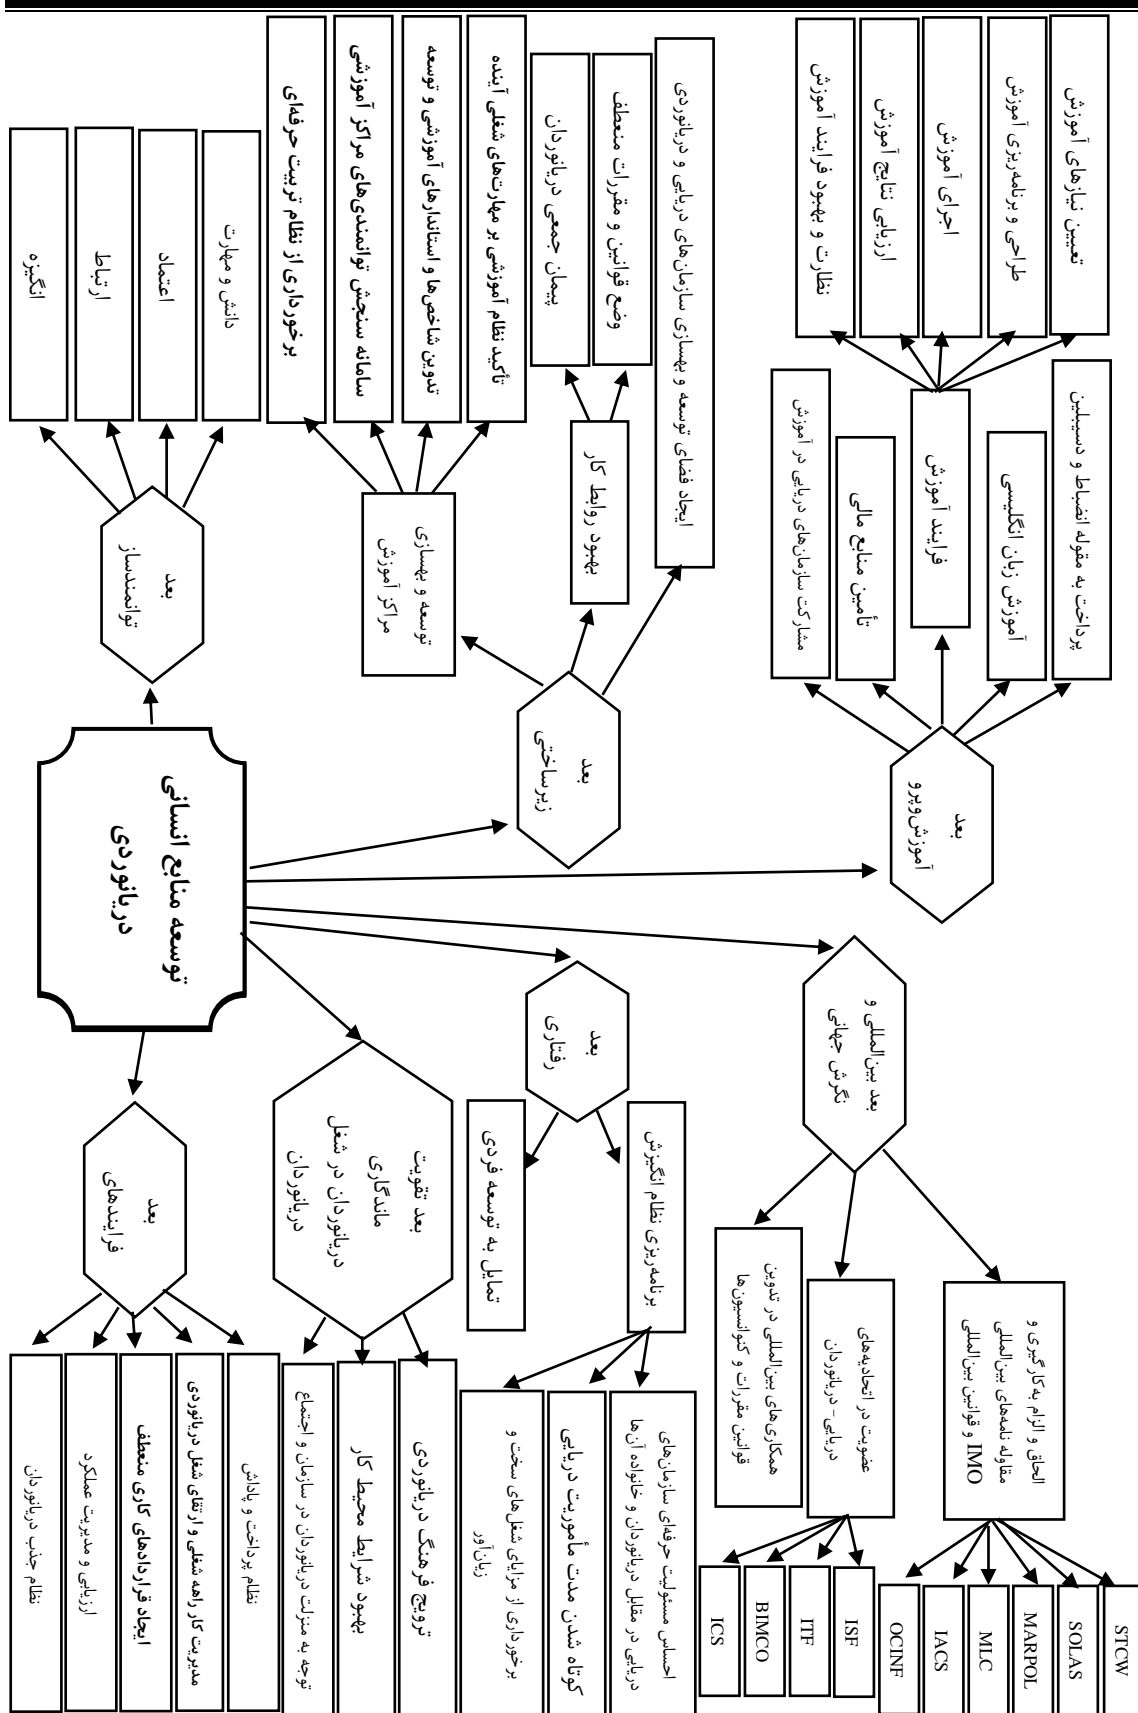 توسعه منابع انسانی
دریانوردی
بعد
توانمندساز
دانش و مهارت
اعتماد
ارتباط
انگیزه
بعد
زیرساختی
ایجاد فضای توسعه و بهسازی سازمان‌های دریایی و دریانوردی
بهبود روابط کار
وضع قوانین و مقررات منعطف
پیمان جمعی دریانوردان
توسعه و بهسازی
مراکز آموزش
تأکید نظام آموزشی بر مهارت‌های شغلی آینده
تدوین شاخص‌ها و استاندارهای آموزشی و توسعه
سامانه سنجش توانمندی‌های مراکز آموزشی
برخورداری از نظام تربیت حرفه‌ای
بعد
آموزش‌وپرو
پرداخت به مقوله انضباط و دسیپلین
آموزش زبان انگلیسی
فرایند آموزش
تأمین منابع مالی
مشارکت سازمان‌های دریایی در آموزش
تعیین نیازهای آموزش
طراحی و برنامه‌ریزی آموزش
اجرای آموزش
ارزیابی نتایج آموزش
نظارت و بهبود فرایند آموزش
بعد بین‌المللی و
نگرش جهانی
الحاق و الزام به‌کارگیری و
مقاوله نامه‌های بین‌المللی
IMO و قوانین بین‌المللی
عضویت در اتحادیه‌های
دریایی- دریانوردان
همکاری‌های بین‌المللی در تدوین
قوانین مقررات و کنوانسیون‌ها
STCW
SOLAS
MARPOL
MLC
IACS
OCINF
ISF
ITF
BIMCO
ICS
بعد
رفتاری
برنامه‌ریزی نظام انگیزش
تمایل به توسعه فردی
احساس مسئولیت حرفه‌ای سازمان‌های
دریایی در مقابل دریانوردان و خانواده آن‌ها
کوتاه شدن مدت مأموریت دریایی
برخورداری از مزایای شغل‌های سخت و
زیان‌آور
بعد تقویت
ماندگاری
دریانوردان در شغل
دریانوردان
ترویج فرهنگ دریانوردی
بهبود شرایط محیط کار
توجه به منزلت دریانوردان در سازمان و اجتماع
بعد
فرایندهای
نظام پرداخت و پاداش
مدیریت کار راهه شغلی و ارتقای شغل دریانوردی
ایجاد قراردادهای کاری منعطف
ارزیابی و مدیریت عملکرد
نظام جذب دریانوردان